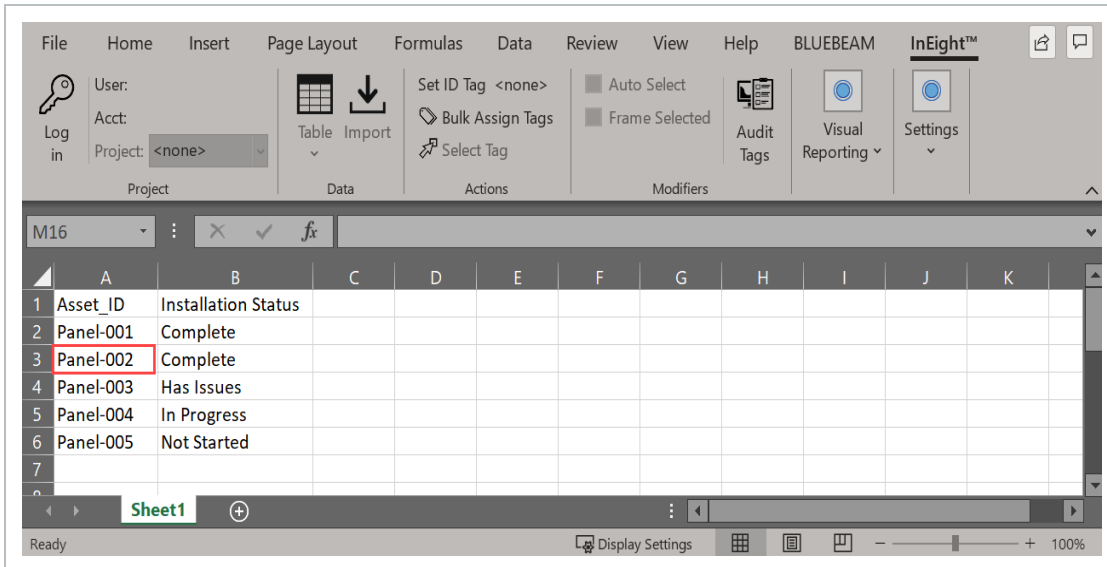 File Home Insert Page Layout Formulas Data Review View Help BLUEBEAM InEight™
Log in
User:
Acct:
Project: <none>
Project
Table Import
Data
Set ID Tag <none>
Bulk Assign Tags
Select Tag
Actions
Auto Select
Frame Selected
Modifiers
Audit Tags
Visual Reporting
Settings
M16 fx
A B C D E F G H I J K
1 Asset_ID Installation Status
2 Panel-001 Complete
3 Panel-002 Complete
4 Panel-003 Has Issues
5 Panel-004 In Progress
6 Panel-005 Not Started
7
Sheet1
Ready Display Settings 100%